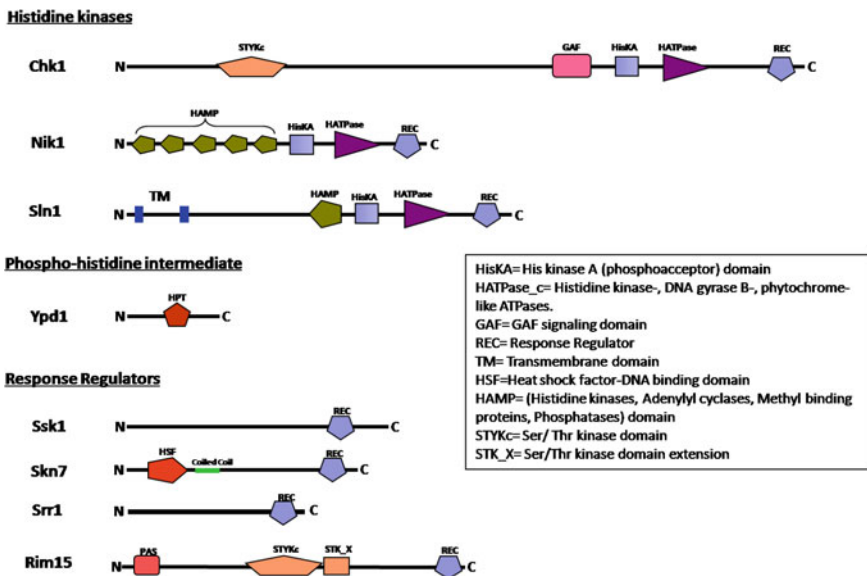 Histidine kinases
STYKc GAF HisKA HATPase
Chk1 N REC C
HAMP
HisKA HATPase REC
Nik1 N C
TM HAMP HisKA HATPase REC
Sln1 N C
Phospho-histidine intermediate
HPT
Ypd1 N C
Response Regulators
REC
Ssk1 N C
HSF Coiled Coil REC
Skn7 N C
REC
Srr1 N C
PAS STYKc STK_X REC
Rim15 N C
HisKA= His kinase A (phosphoacceptor) domain
HATPase_c= Histidine kinase-, DNA gyrase B-, phytochrome-
like ATPases.
GAF= GAF signaling domain
REC= Response Regulator
TM= Transmembrane domain
HSF=Heat shock factor-DNA binding domain
HAMP= (Histidine kinases, Adenylyl cyclases, Methyl binding
proteins, Phosphatases) domain
STYKc= Ser/ Thr kinase domain
STK_X= Ser/Thr kinase domain extension